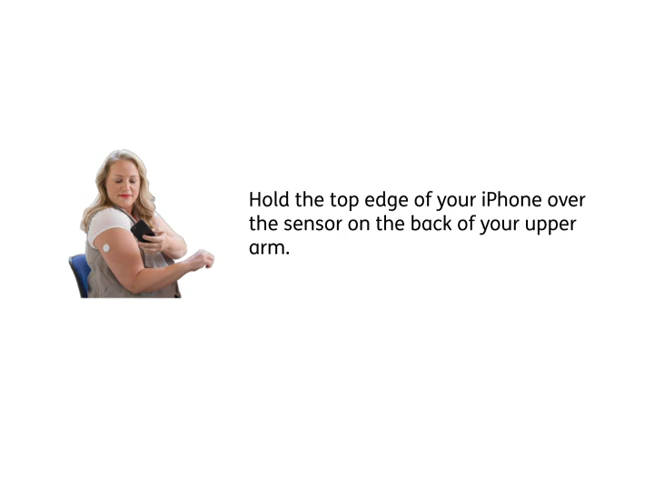 Hold the top edge of your iPhone over
the sensor on the back of your upper
arm.